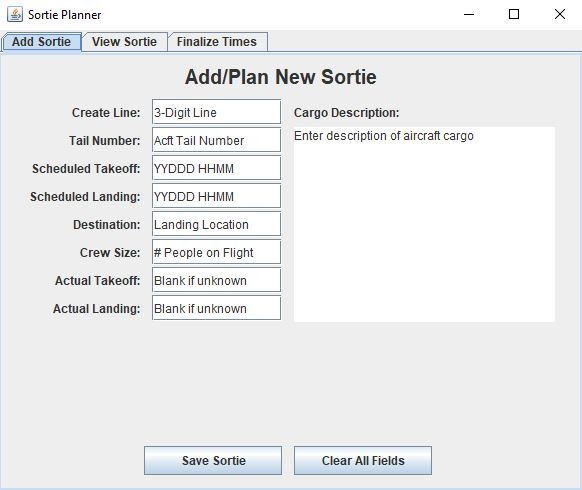 Sortie Planner
Add Sortie View Sortie Finalize Times
Add/Plan New Sortie
Create Line: 3-Digit Line
Tail Number: Acft Tail Number
Scheduled Takeoff: YYDDD HHMM
Scheduled Landing: YYDDD HHMM
Destination: Landing Location
Crew Size: # People on Flight
Actual Takeoff: Blank if unknown
Actual Landing: Blank if unknown
Cargo Description:
Enter description of aircraft cargo
Save Sortie Clear All Fields